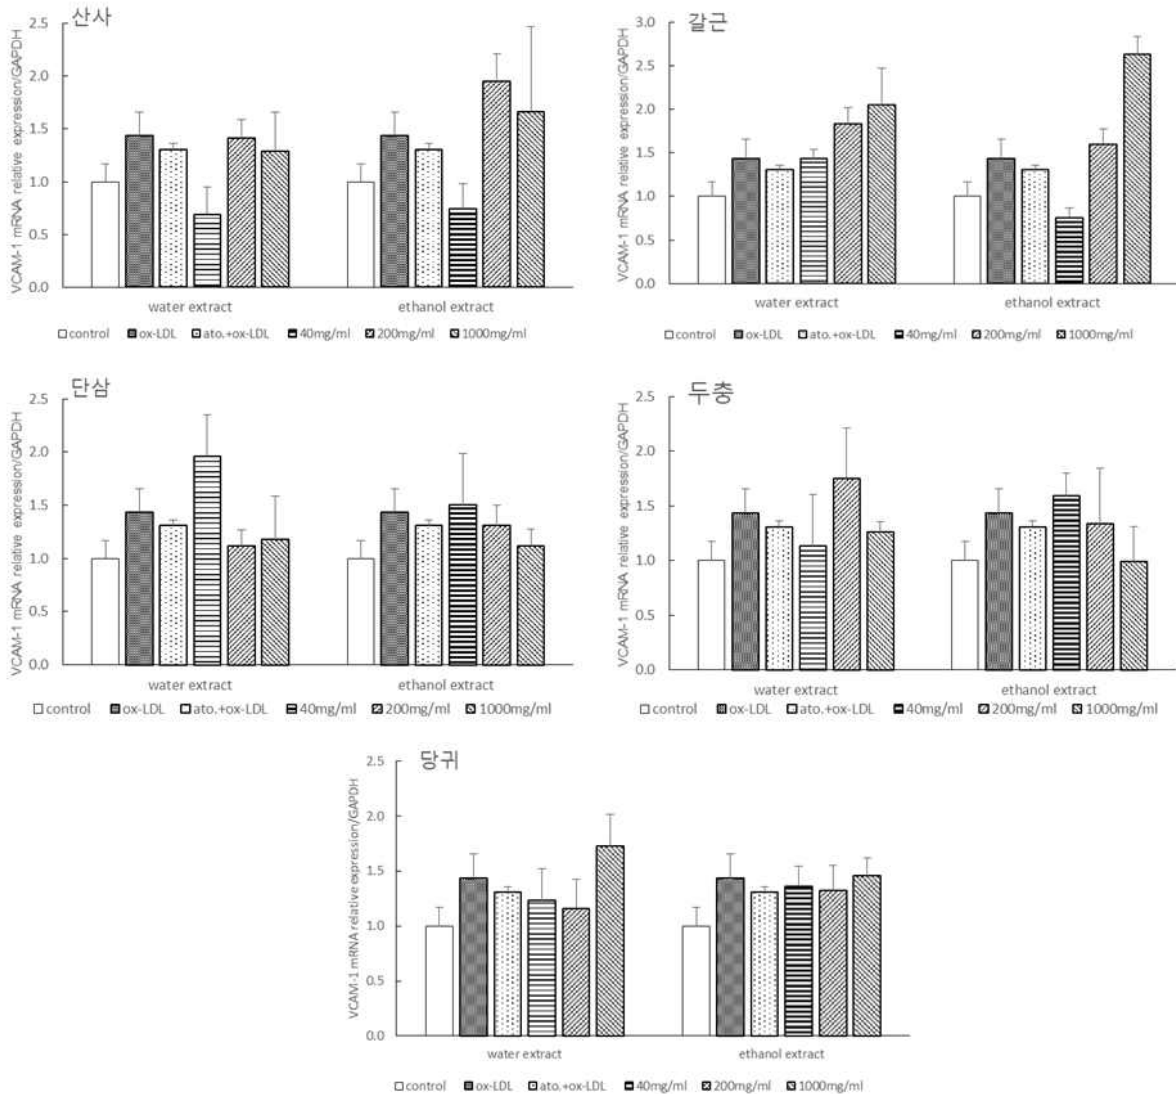 산사
VCAM-1 mRNA relative expression/GAPDH
2.5
2.0
1.5
1.0
0.5
0.0
water extract
ethanol extract
control ox-LDL ato.+ox-LDL 40mg/ml 200mg/ml 1000mg/ml
갈근
VCAM-1 mRNA relative expression/GAPDH
3.0
2.5
2.0
1.5
1.0
0.5
0.0
water extract
ethanol extract
control ox-LDL ato.+ox-LDL 40mg/ml 200mg/ml 1000mg/ml
단삼
VCAM-1 mRNA relative expression/GAPDH
2.5
2.0
1.5
1.0
0.5
0.0
water extract
ethanol extract
control ox-LDL ato.+ox-LDL 40mg/ml 200mg/ml 1000mg/ml
두충
VCAM-1 mRNA relative expression/GAPDH
2.5
2.0
1.5
1.0
0.5
0.0
water extract
ethanol extract
control ox-LDL ato.+ox-LDL 40mg/ml 200mg/ml 1000mg/ml
당귀
VCAM-1 mRNA relative expression/GAPDH
2.5
2.0
1.5
1.0
0.5
0.0
water extract
ethanol extract
control ox-LDL ato.+ox-LDL 40mg/ml 200mg/ml 1000mg/ml